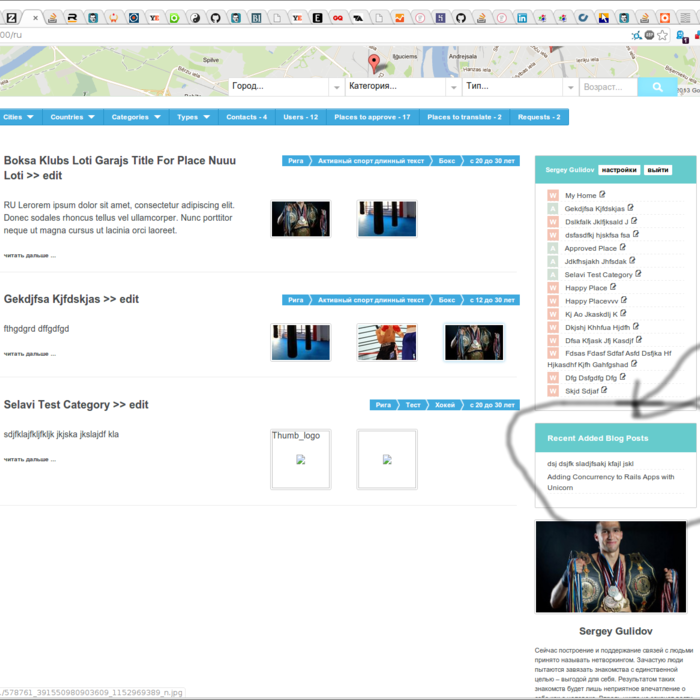 00/ru
Spilve
Iļģuciems
Andrejsala
Hanzas iela
Город...
Категория...
Тип...
Возраст...
Cities
Countries
Categories
Types
Contacts - 4
Users - 12
Places to approve - 17
Places to translate - 2
Requests - 2
Boksa Klubs Loti Garajs Title For Place Nuuu
Loti >> edit
Рига
Активный спорт длинный текст
Бокс
с 20 до 30 лет
RU Lerorem ipsum dolor sit amet, consectetur adipiscing elit.
Donec sodales rhoncus tellus vel ullamcorper. Nunc porttitor
neque ut magna cursus ut lacinia orci laoreet.
читать дальше ...
Gekdjfsa Kjfdskjas >> edit
Рига
Активный спорт длинный текст
Бокс
с 12 до 30 лет
fthgdgrd dffgdfgd
читать дальше ...
Selavi Test Category >> edit
Рига
Тест
Хокей
с 20 до 30 лет
sdjfklajfkljfkljk jkjska jkslajdf kla
Thumb_logo
читать дальше ...
Sergey Gulidov
настройки
выйти
W My Home
A Gekdjfsa Kjfdskjas
W Dslkfalk Jklfjksald J
W dsfasdfkj hjskfsa fsa
A Approved Place
A Jdkfhsjakh Jhfsdak
A Selavi Test Category
W Happy Place
W Happy Placevvv
W Kj Ao Jkaskdlj K
W Dkjshj Khhfua Hjdfh
W Dfsa Kfjask Jfj Kasdjf
W Fdsas Fdasf Sdfaf Asfd Dsfjka Hf
Hjkasdhf Kjfh Gahfgshad
W Dfg Dsfgdfg Dfg
W Skjd Sdjaf
Recent Added Blog Posts
dsj dsjfk sladjfsakj kfajl jskl
Adding Concurrency to Rails Apps with
Unicorn
Sergey Gulidov
Сейчас построение и поддержание связей с людьми
принято называть нетворкингом. Зачастую люди
пытаются завязать знакомства с единственной
целью – выгодой для себя. Результатом таких
знакомств будет лишь неприятное впечатление о
/578761_391550980903609_1152969389_n.jpg